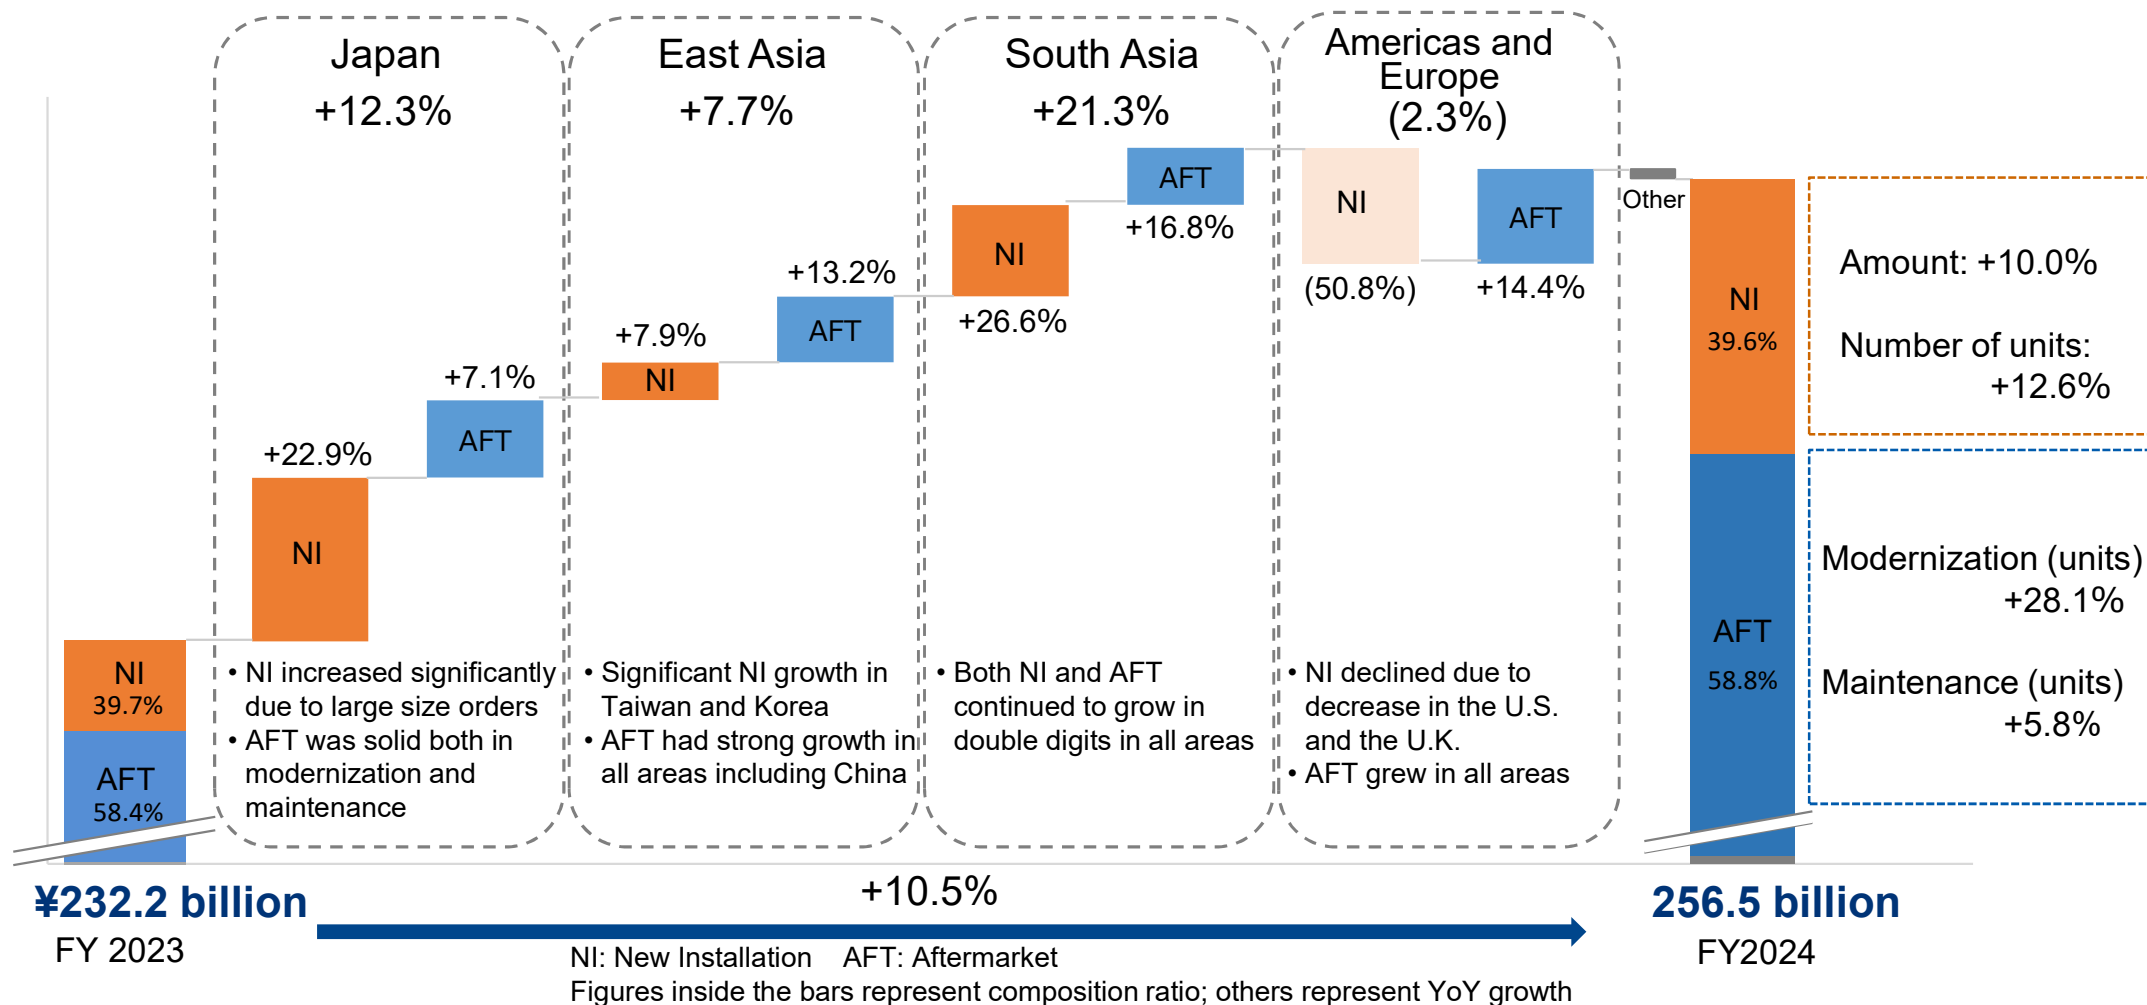 Japan
+12.3%
East Asia
+7.7%
South Asia
+21.3%
Americas and
Europe
(2.3%)
NI
39.7%
AFT
58.4%
+22.9%
NI
+7.1%
AFT
• NI increased significantly
due to large size orders
• AFT was solid both in
modernization and
maintenance
+7.9%
NI
+13.2%
AFT
• Significant NI growth in
Taiwan and Korea
• AFT had strong growth in
all areas including China
NI
+26.6%
AFT
+16.8%
• Both NI and AFT
continued to grow in
double digits in all areas
NI
(50.8%)
AFT
+14.4%
• NI declined due to
decrease in the U.S.
and the U.K.
• AFT grew in all areas
Other
NI
39.6%
AFT
58.8%
Amount: +10.0%
Number of units:
+12.6%
Modernization (units)
+28.1%
Maintenance (units)
+5.8%
¥232.2 billion
FY 2023
+10.5%
256.5 billion
FY2024
NI: New Installation AFT: Aftermarket
Figures inside the bars represent composition ratio; others represent YoY growth